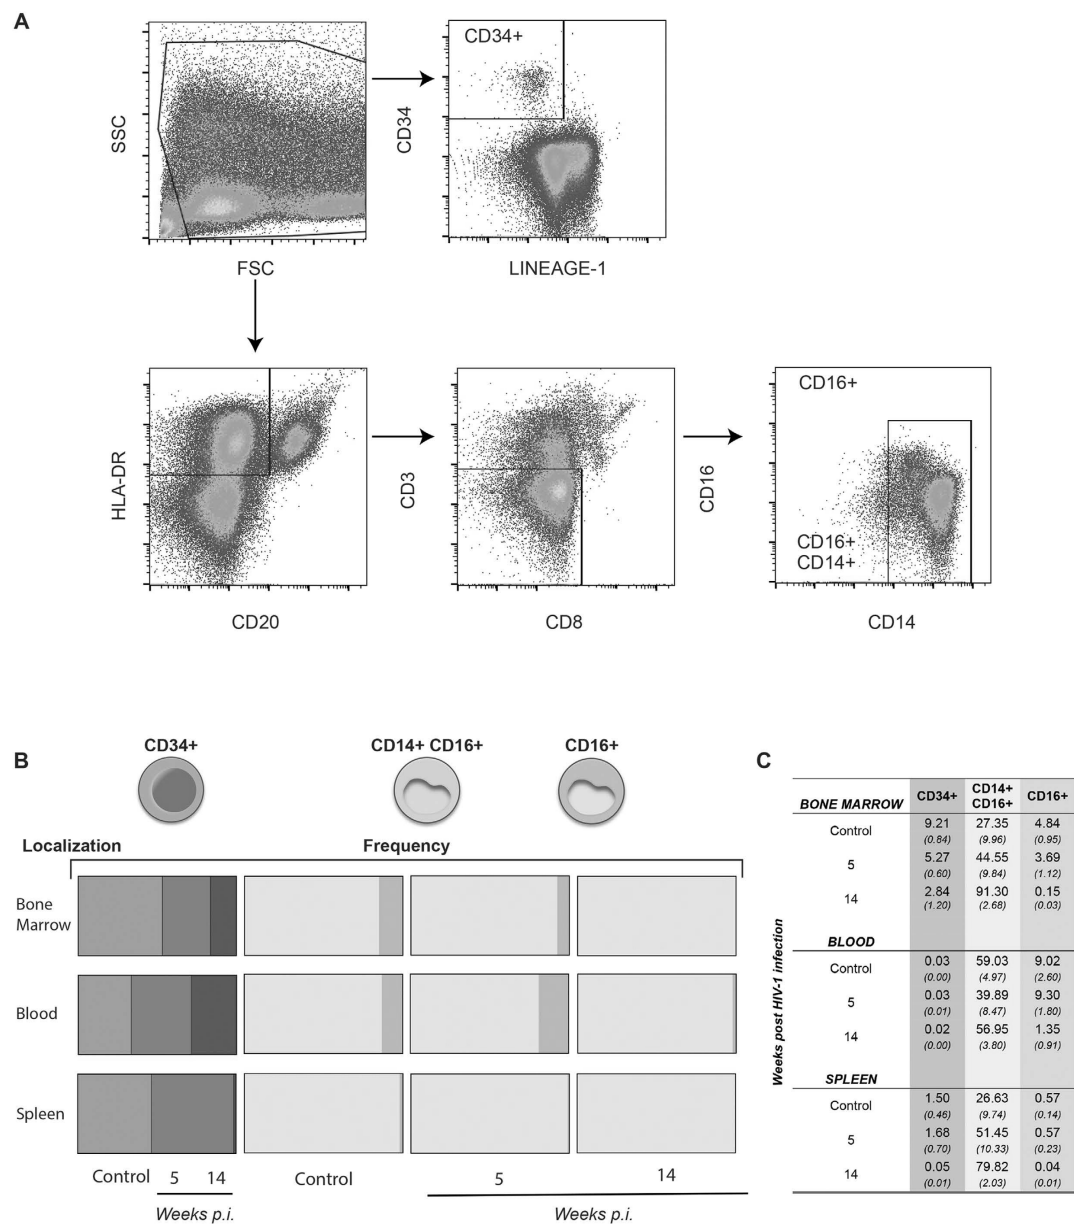 A
SSC
FSC
CD34+
CD34
LINEAGE-1
HLA-DR
CD20
CD3
CD8
CD16+
CD16+
CD14+
CD16
CD14
B
CD34+ CD14+ CD16+ CD16+
Localization Frequency
Bone
Marrow
Blood
Spleen
Control 5 14 Control 5 14
Weeks p.i. Weeks p.i.
C
Weeks post HIV-1 infection
BONE MARROW CD34+ CD14+ CD16+ CD16+
Control 9.21 27.35 4.84
(0.84) (9.96) (0.95)
5 5.27 44.55 3.69
(0.60) (9.84) (1.12)
14 2.84 91.30 0.15
(1.20) (2.68) (0.03)
BLOOD
Control 0.03 59.03 9.02
(0.00) (4.97) (2.60)
5 0.03 39.89 9.30
(0.01) (8.47) (1.80)
14 0.02 56.95 1.35
(0.00) (3.80) (0.91)
SPLEEN
Control 1.50 26.63 0.57
(0.46) (9.74) (0.14)
5 1.68 51.45 0.57
(0.70) (10.33) (0.23)
14 0.05 79.82 0.04
(0.01) (2.03) (0.01)